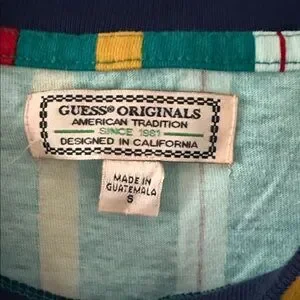 GUESS® ORIGINALS
AMERICAN TRADITION
SINCE 1981
DESIGNED IN CALIFORNIA
MADE IN
GUATEMALA
S